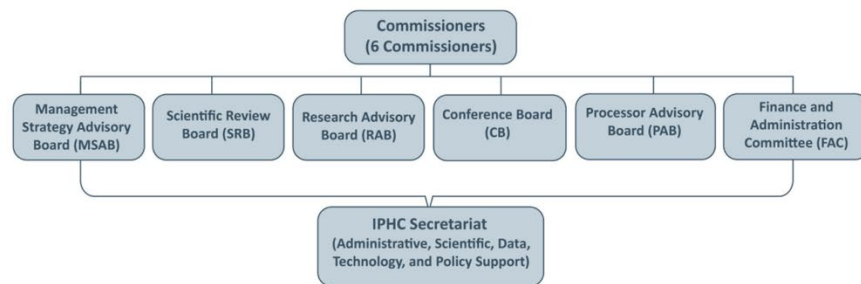 Commissioners
(6 Commissioners)
Management
Strategy Advisory
Board (MSAB)
Scientific Review
Board (SRB)
Research Advisory
Board (RAB)
Conference Board
(CB)
Processor Advisory
Board (PAB)
Finance and
Administration
Committee (FAC)
IPHC Secretariat
(Administrative, Scientific, Data,
Technology, and Policy Support)